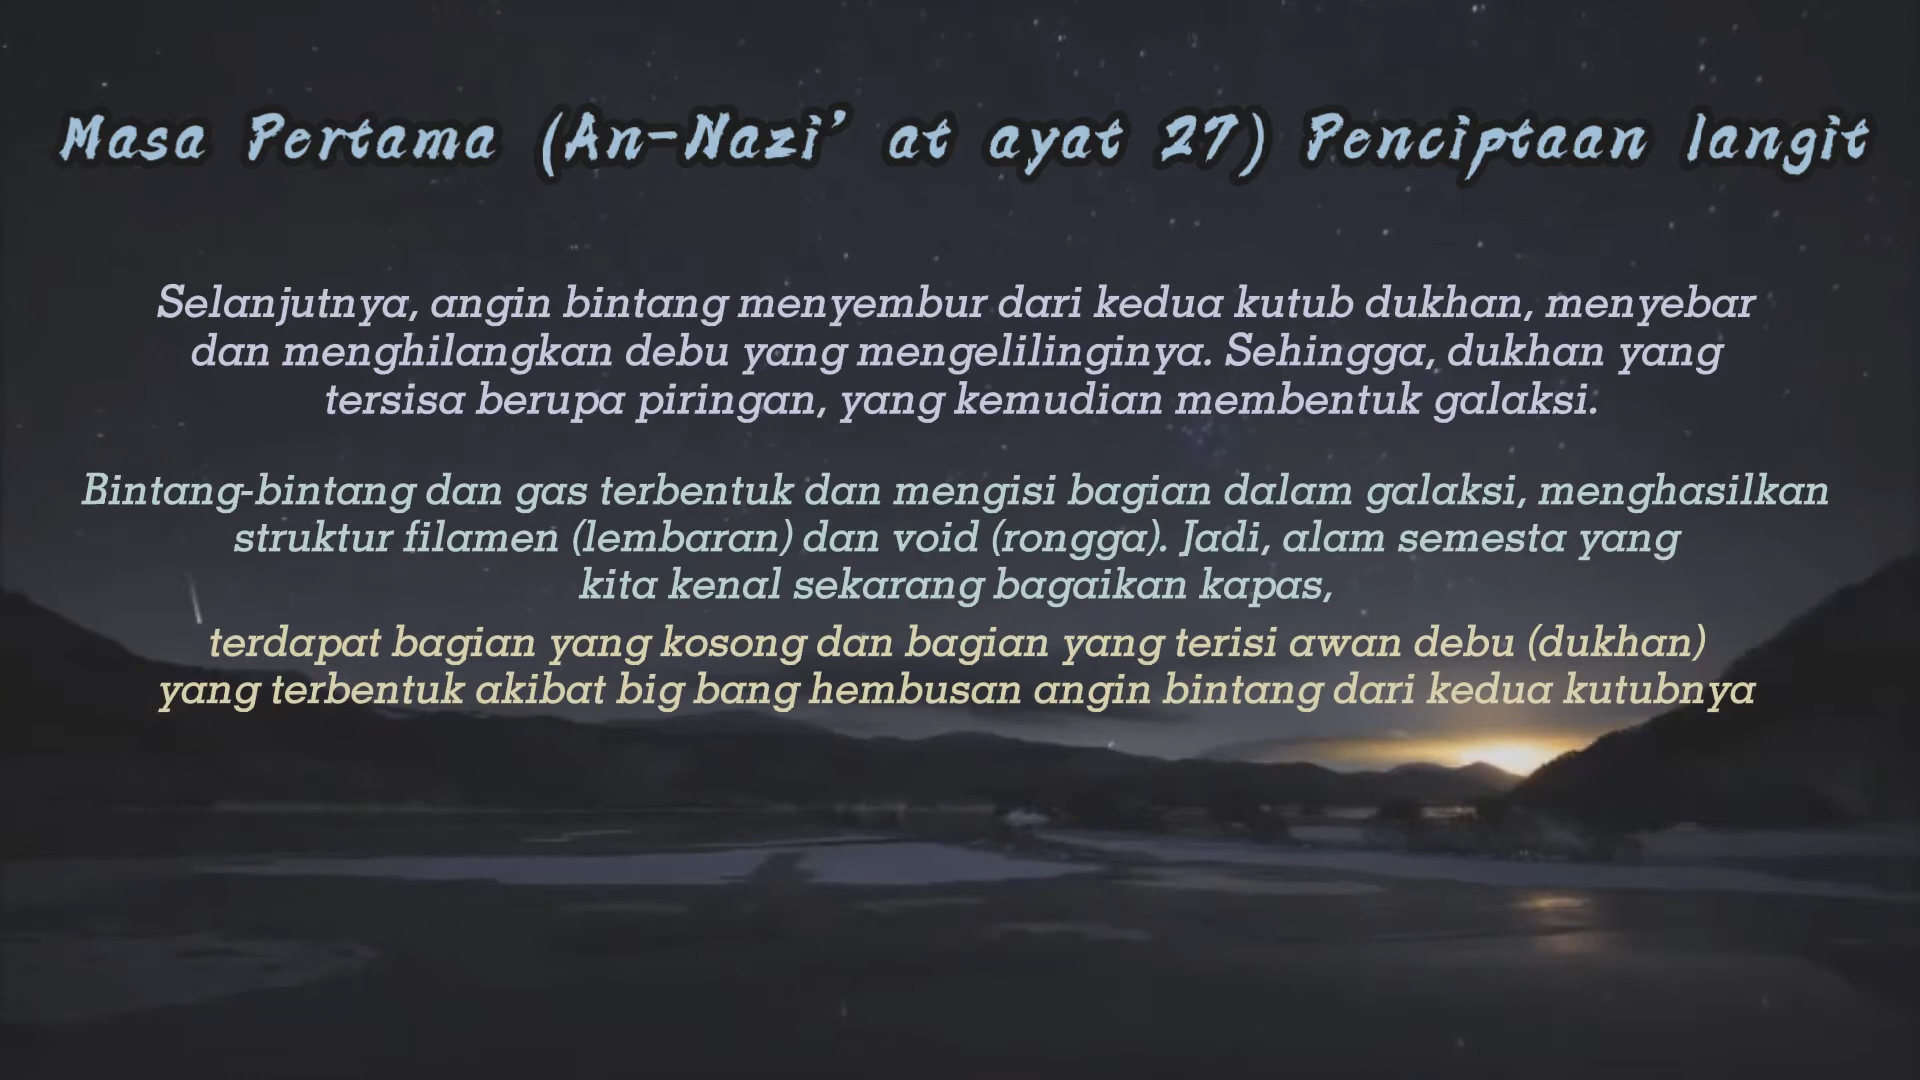 Masa Pertama (An-Nazi' at ayat 27) Penciptaan langit
Selanjutnya, angin bintang menyembur dari kedua kutub dukhan, menyebar
dan menghilangkan debu yang mengelilinginya. Sehingga, dukhan yang
tersisa berupa piringan, yang kemudian membentuk galaksi.
Bintang-bintang dan gas terbentuk dan mengisi bagian dalam galaksi, menghasilkan
struktur filamen (lembaran) dan void (rongga). Jadi, alam semesta yang
kita kenal sekarang bagaikan kapas,
terdapat bagian yang kosong dan bagian yang terisi awan debu (dukhan)
yang terbentuk akibat big bang hembusan angin bintang dari kedua kutubnya